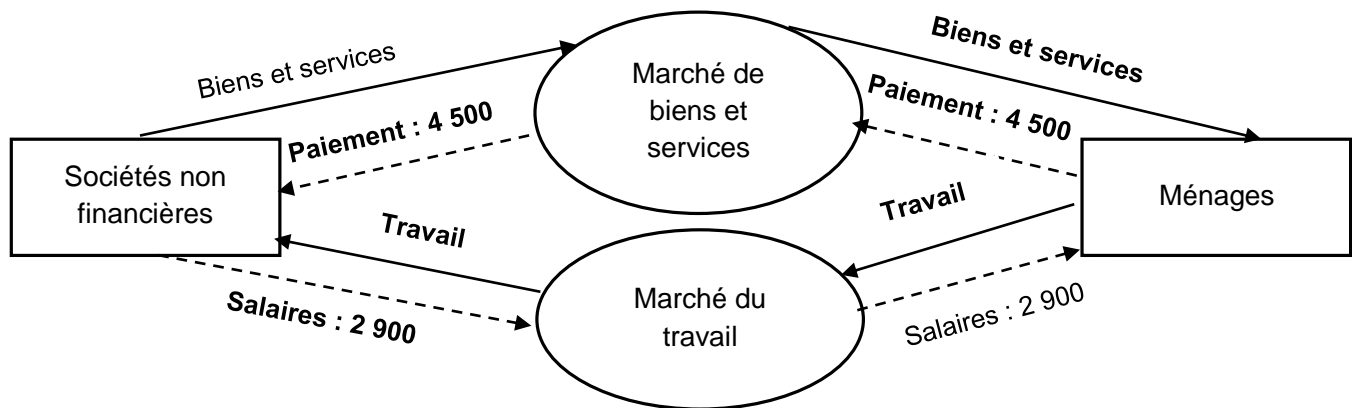 Biens et services
Biens et services
Paiement : 4 500
Marché de
biens et
services
Paiement : 4 500
Sociétés non
financières
Ménages
Travail
Travail
Salaires : 2 900
Marché du
travail
Salaires : 2 900